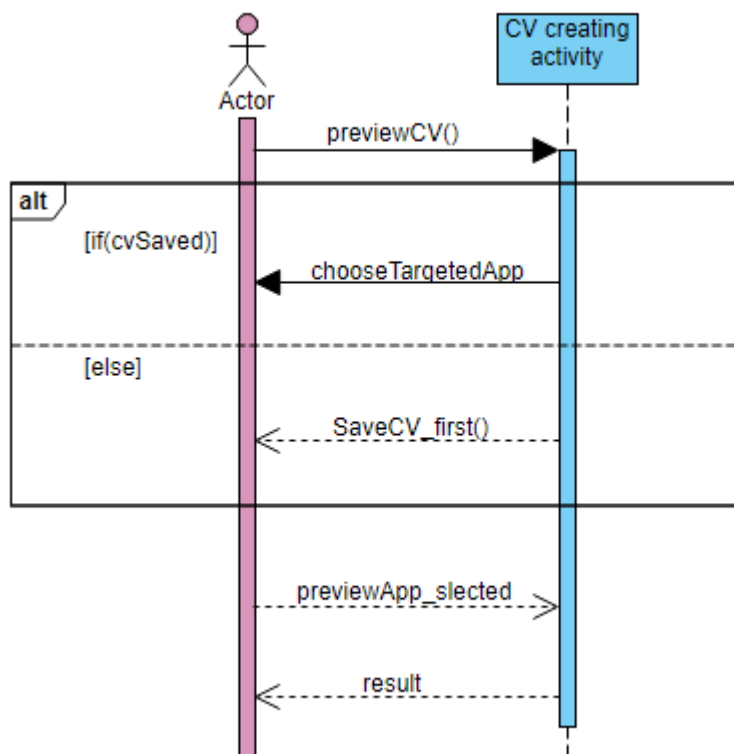 CV creating
activity
Actor
previewCV()
alt
[if(cvSaved)]
chooseTargetedApp
[else]
SaveCV_first()
previewApp_slected
result